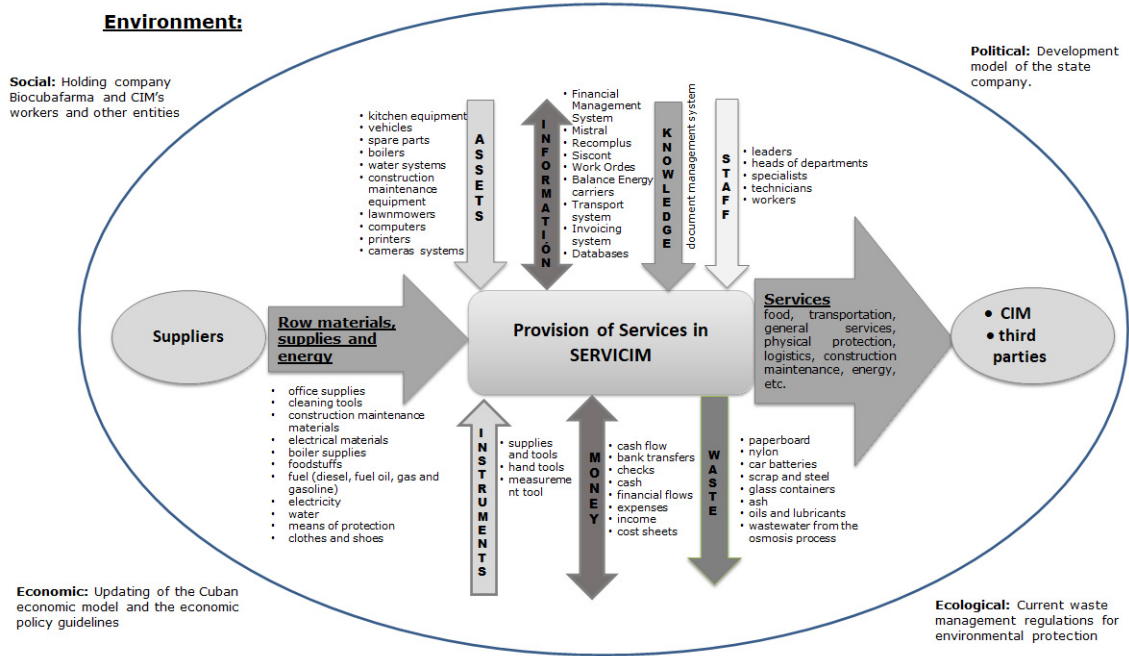 Environment:
Social: Holding company
Biocubafarma and CIM's
workers and other entities
Political: Development
model of the state
company.
• kitchen equipment
• vehicles
• spare parts
• boilers
• water systems
• construction
maintenance
equipment
• lawnmowers
• computers
• printers
• cameras systems
ASSETS
INFORMATIÓN
• Financial
Management
System
• Mistral
• Recomplus
• Siscont
• Work Ordes
• Balance Energy
carriers
• Transport
system
• Invoicing
system
• Databases
KNOWLEDGE
document management system
STAFF
• leaders
• heads of departments
• specialists
• technicians
• workers
Suppliers
Row materials,
supplies and
energy
• office supplies
• cleaning tools
• construction maintenance
materials
• electrical materials
• boiler supplies
• foodstuffs
• fuel (diesel, fuel oil, gas and
gasoline)
• electricity
• water
• means of protection
• clothes and shoes
Provision of Services in
SERVICIM
Services
food, transportation,
general services,
physical protection,
logistics, construction
maintenance, energy,
etc.
• CIM
• third
parties
INSTRUMENTS
• supplies
and tools
• hand tools
• measureme
nt tool
MONEY
• cash flow
• bank transfers
• checks
• cash
• financial flows
• expenses
• income
• cost sheets
WASTE
• paperboard
• nylon
• car batteries
• scrap and steel
• glass containers
• ash
• oils and lubricants
• wastewater from the
osmosis process
Economic: Updating of the Cuban
economic model and the economic
policy guidelines
Ecological: Current waste
management regulations for
environmental protection